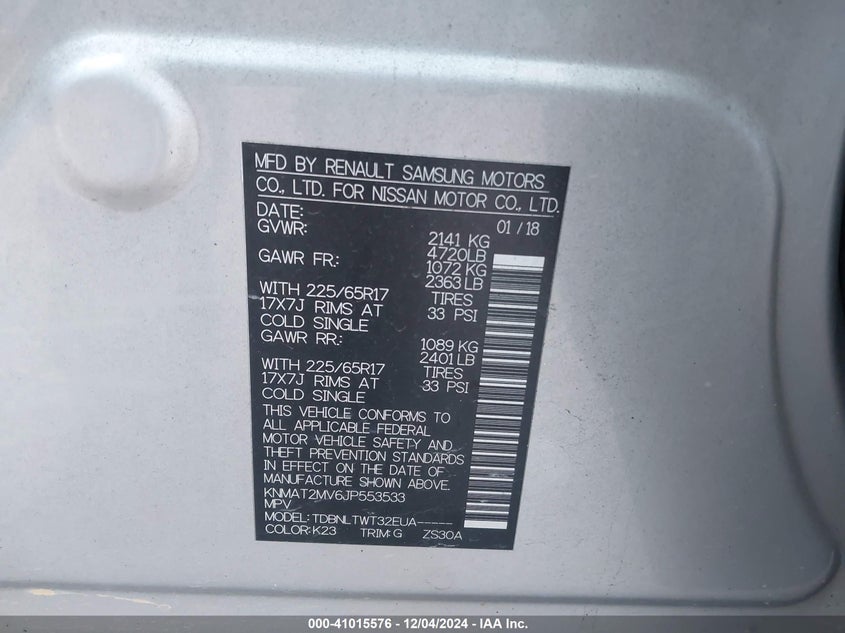 MFD BY RENAULT SAMSUNG MOTORS
CO., LTD. FOR NISSAN MOTOR CO., LTD.
DATE: 01 / 18
GVWR: 2141 KG
4720LB
GAWR FR.: 1072 KG
2363LB
WITH 225/65R17 TIRES
17X7J RIMS AT 33 PSI
COLD SINGLE
GAWR RR.: 1089 KG
2401LB
WITH 225/65R17 TIRES
17X7J RIMS AT 33 PSI
COLD SINGLE
THIS VEHICLE CONFORMS TO
ALL APPLICABLE FEDERAL
MOTOR VEHICLE SAFETY AND
THEFT PREVENTION STANDARDS
IN EFFECT ON THE DATE OF
MANUFACTURE SHOWN ABOVE.
KNMAT2MV6JP553533
MPV
MODEL: TDBNLTWT32EUA-----
COLOR:K23 TRIM:G ZS30A
000-41015576 - 12/04/2024 - IAA Inc.